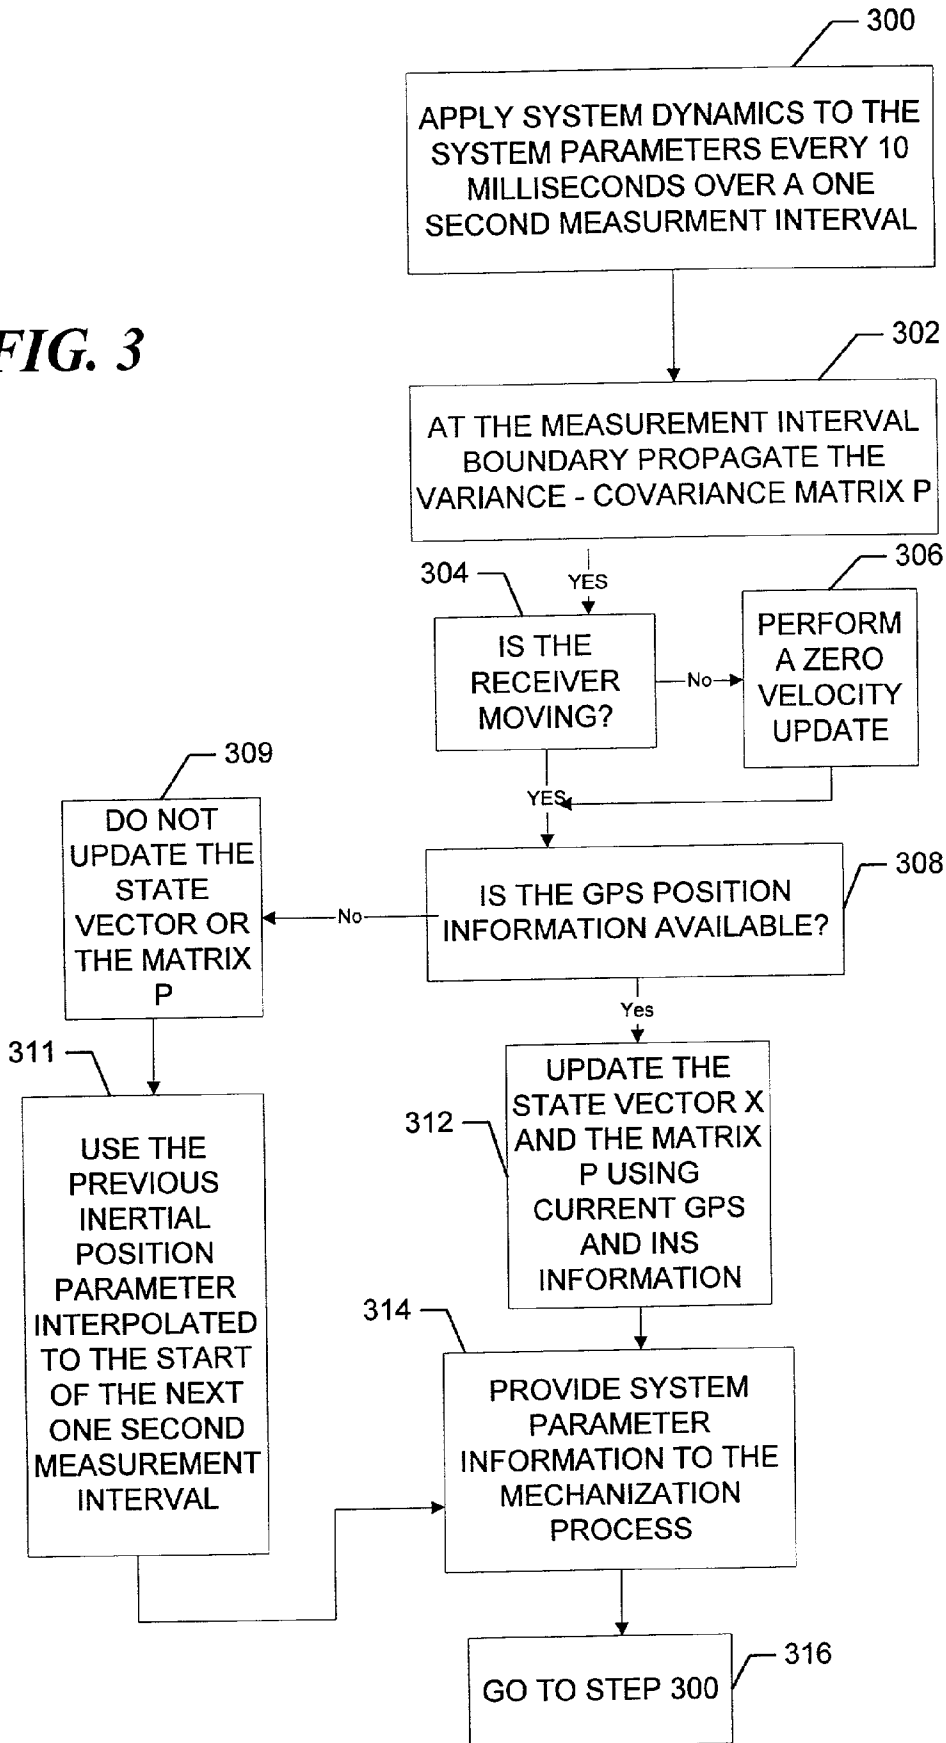 300
APPLY SYSTEM DYNAMICS TO THE
SYSTEM PARAMETERS EVERY 10
MILLISECONDS OVER A ONE
SECOND MEASURMENT INTERVAL
FIG. 3
302
AT THE MEASUREMENT INTERVAL
BOUNDARY PROPAGATE THE
VARIANCE - COVARIANCE MATRIX P
YES
304
IS THE
RECEIVER
MOVING?
No
306
PERFORM
A ZERO
VELOCITY
UPDATE
YES
309
DO NOT
UPDATE THE
STATE
VECTOR OR
THE MATRIX
P
No
308
IS THE GPS POSITION
INFORMATION AVAILABLE?
Yes
311
USE THE
PREVIOUS
INERTIAL
POSITION
PARAMETER
INTERPOLATED
TO THE START
OF THE NEXT
ONE SECOND
MEASUREMENT
INTERVAL
312
UPDATE THE
STATE VECTOR X
AND THE MATRIX
P USING
CURRENT GPS
AND INS
INFORMATION
314
PROVIDE SYSTEM
PARAMETER
INFORMATION TO THE
MECHANIZATION
PROCESS
316
GO TO STEP 300